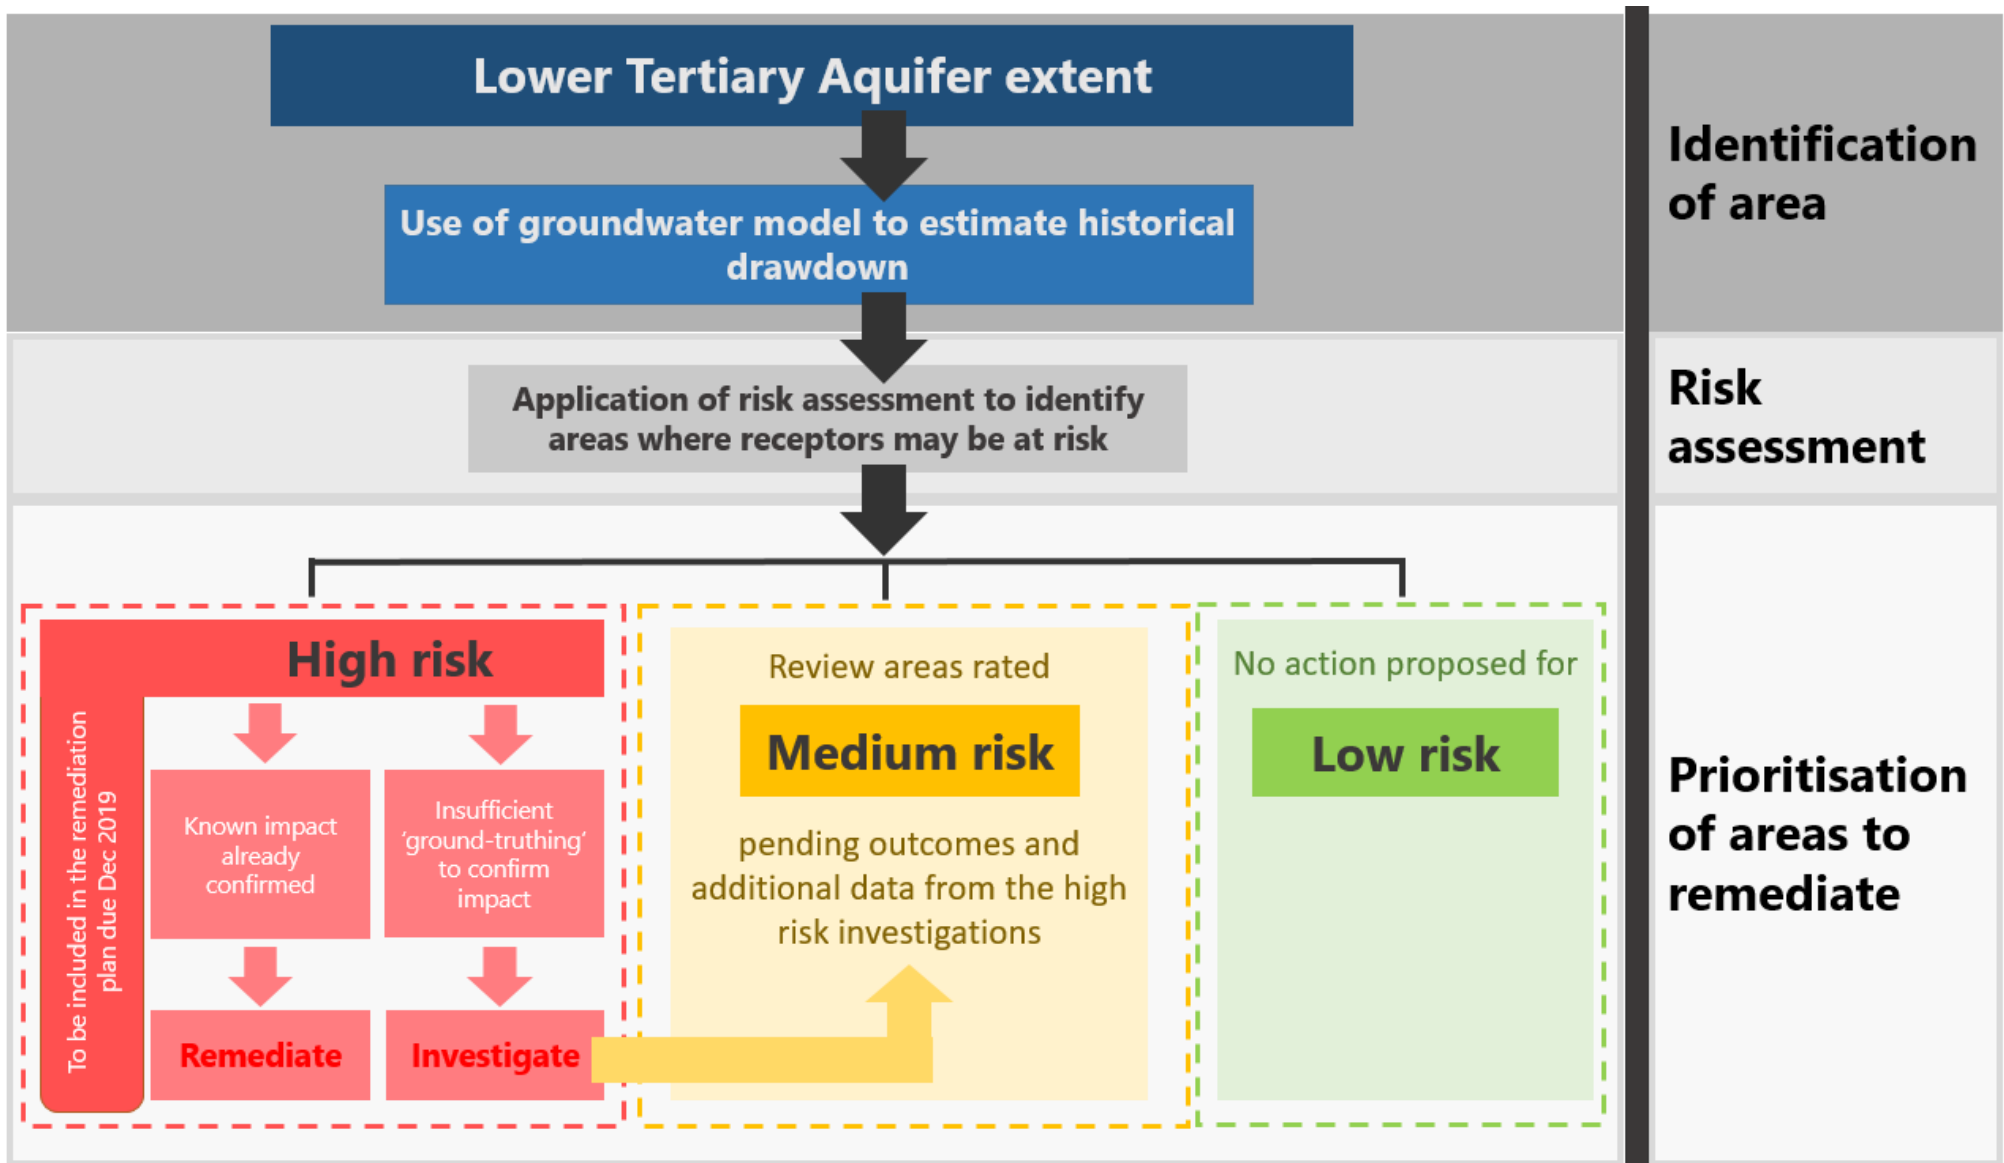 Lower Tertiary Aquifer extent
Use of groundwater model to estimate historical
drawdown
Identification
of area
Application of risk assessment to identify
areas where receptors may be at risk
Risk
assessment
High risk
To be included in the remediation
plan due Dec 2019
Known impact
already
confirmed
Remediate
Insufficient
‘ground-truthing’
to confirm
impact
Investigate
Review areas rated
Medium risk
pending outcomes and
additional data from the high
risk investigations
No action proposed for
Low risk
Prioritisation
of areas to
remediate